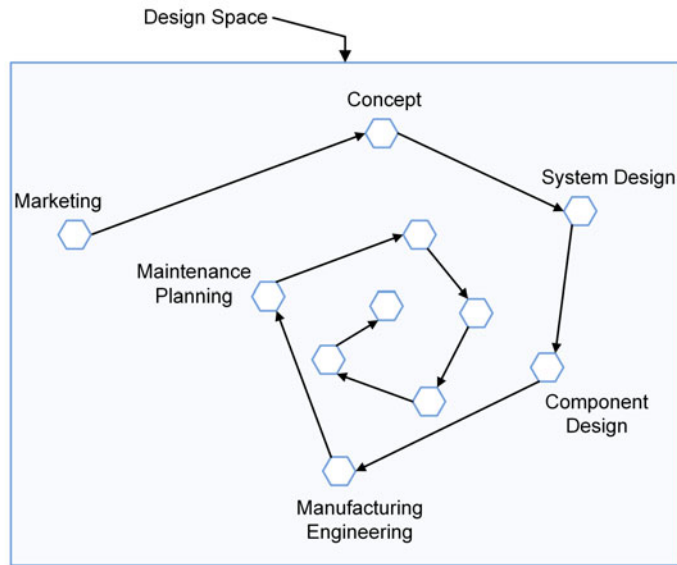 Design Space
Concept
System Design
Marketing
Maintenance
Planning
Component
Design
Manufacturing
Engineering